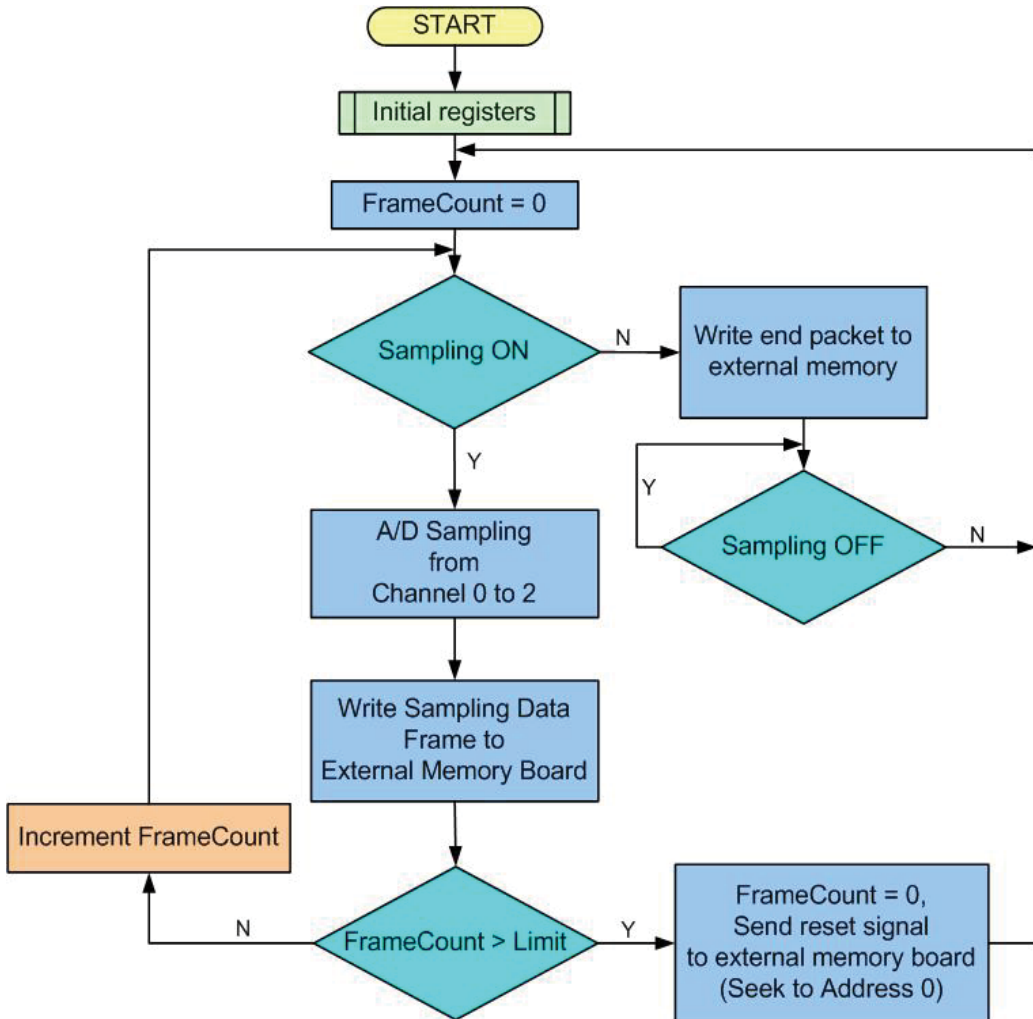 START
Initial registers
FrameCount = 0
Sampling ON
N
Write end packet to
external memory
Y
Y
Sampling OFF
N
A/D Sampling
from
Channel 0 to 2
Write Sampling Data
Frame to
External Memory Board
Increment FrameCount
N
FrameCount > Limit
Y
FrameCount = 0,
Send reset signal
to external memory board
(Seek to Address 0)